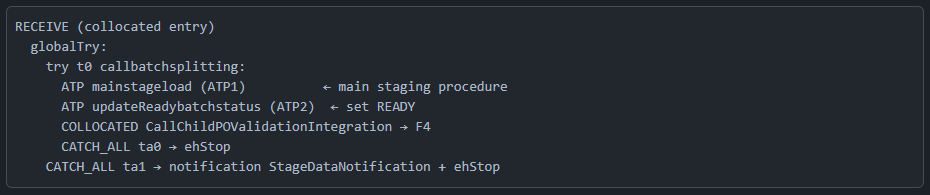 RECEIVE (collocated entry)
globalTry:
try t0 callbatchsplitting:
ATP mainstageload (ATP1) ← main staging procedure
ATP updateReadybatchstatus (ATP2) ← set READY
COLLOCATED CallChildPOValidationIntegration → F4
CATCH_ALL ta0 → ehStop
CATCH_ALL ta1 → notification StageDataNotification + ehStop